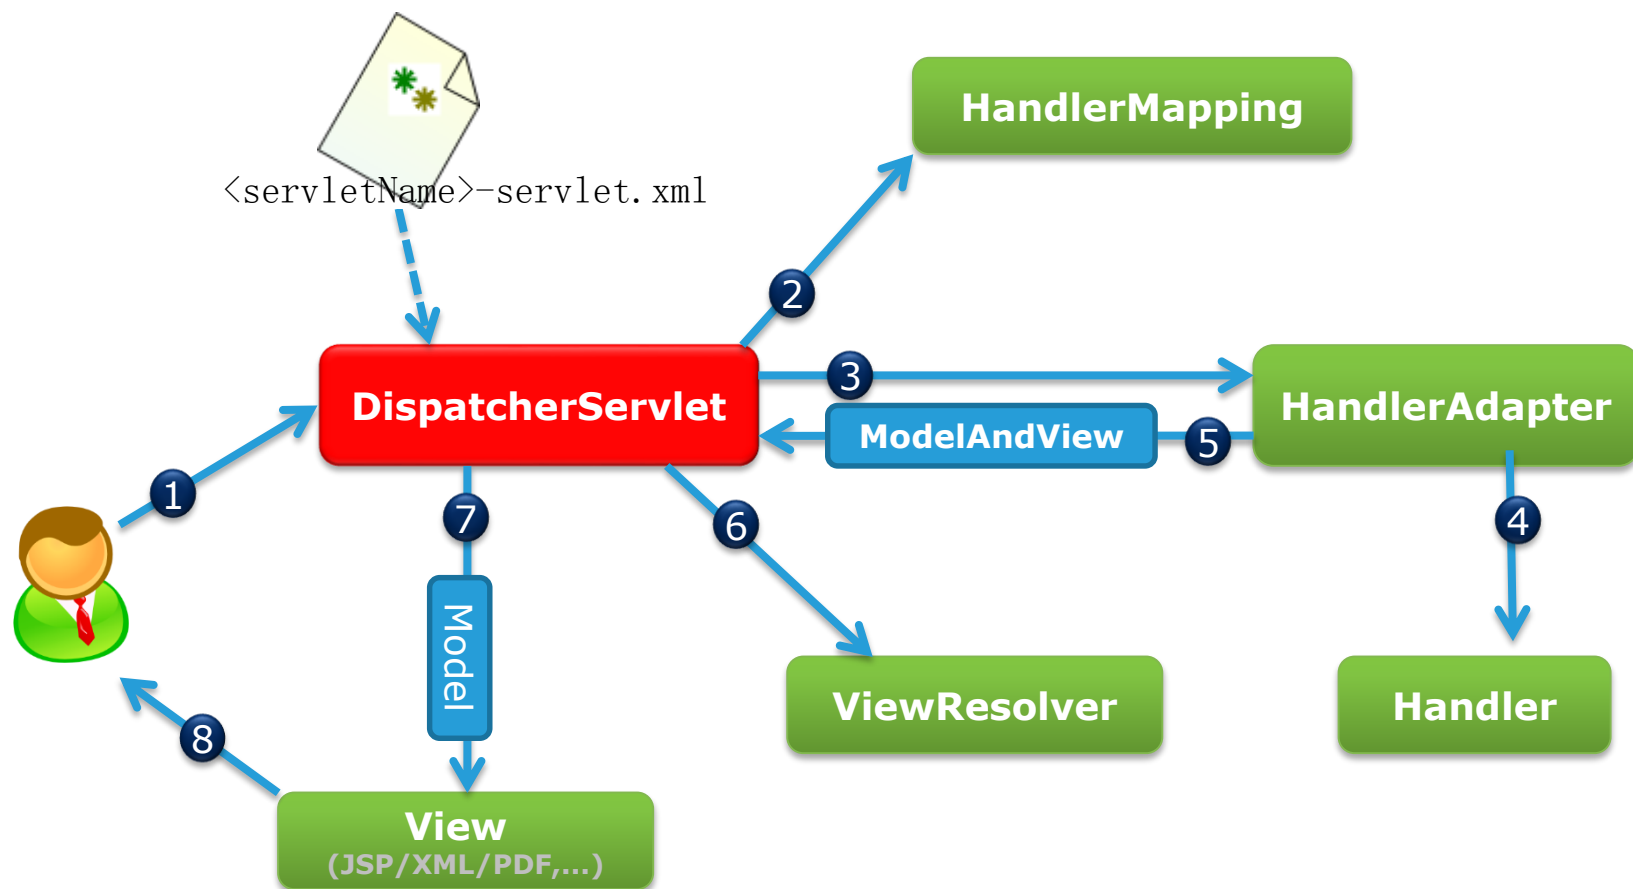 <servletName>-servlet.xml
HandlerMapping
2
3
DispatcherServlet
HandlerAdapter
ModelAndView
5
1
7
6
4
Model
ViewResolver
Handler
8
View
(JSP/XML/PDF,...)